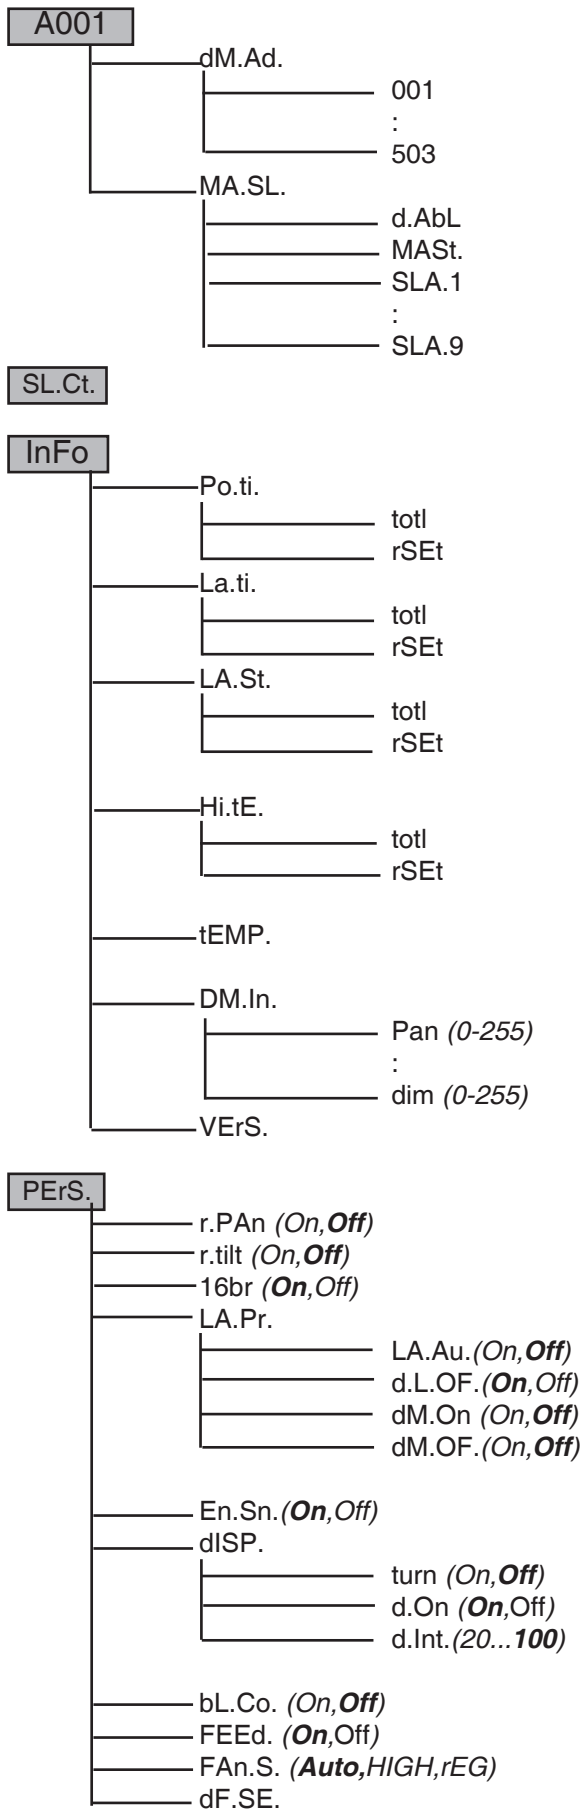 A001
dM.Ad.
001
:
503
MA.SL.
d.AbL
MASt.
SLA.1
:
SLA.9
SL.Ct.
InFo
Po.ti.
totl
rSEt
La.ti.
totl
rSEt
LA.St.
totl
rSEt
Hi.tE.
totl
rSEt
tEMP.
DM.In.
Pan (0-255)
:
dim (0-255)
VErS.
PErS.
r.PAn (On,Off)
r.tilt (On,Off)
16br (On,Off)
LA.Pr.
LA.Au.(On,Off)
d.L.OF.(On,Off)
dM.On (On,Off)
dM.OF.(On,Off)
En.Sn.(On,Off)
dISP.
turn (On,Off)
d.On (On,Off)
d.Int.(20...100)
bL.Co. (On,Off)
FEEd. (On,Off)
FAn.S. (Auto,HIGH,rEG)
dF.SE.